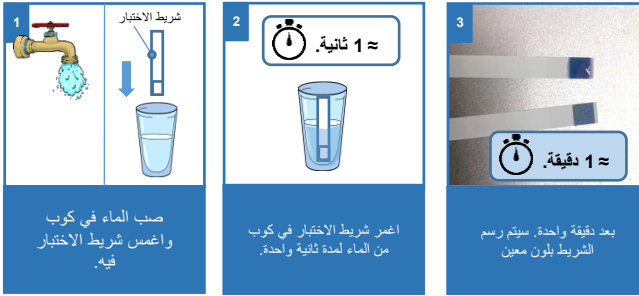 1
شريط الاختبار
صب الماء في كوب
واغمس شريط الاختبار
فيه.
2
≈ 1 ثانية.
اغمر شريط الاختبار في كوب
من الماء لمدة ثانية واحدة.
3
≈ 1 دقيقة.
بعد دقيقة واحدة. سيتم رسم
الشريط بلون معين